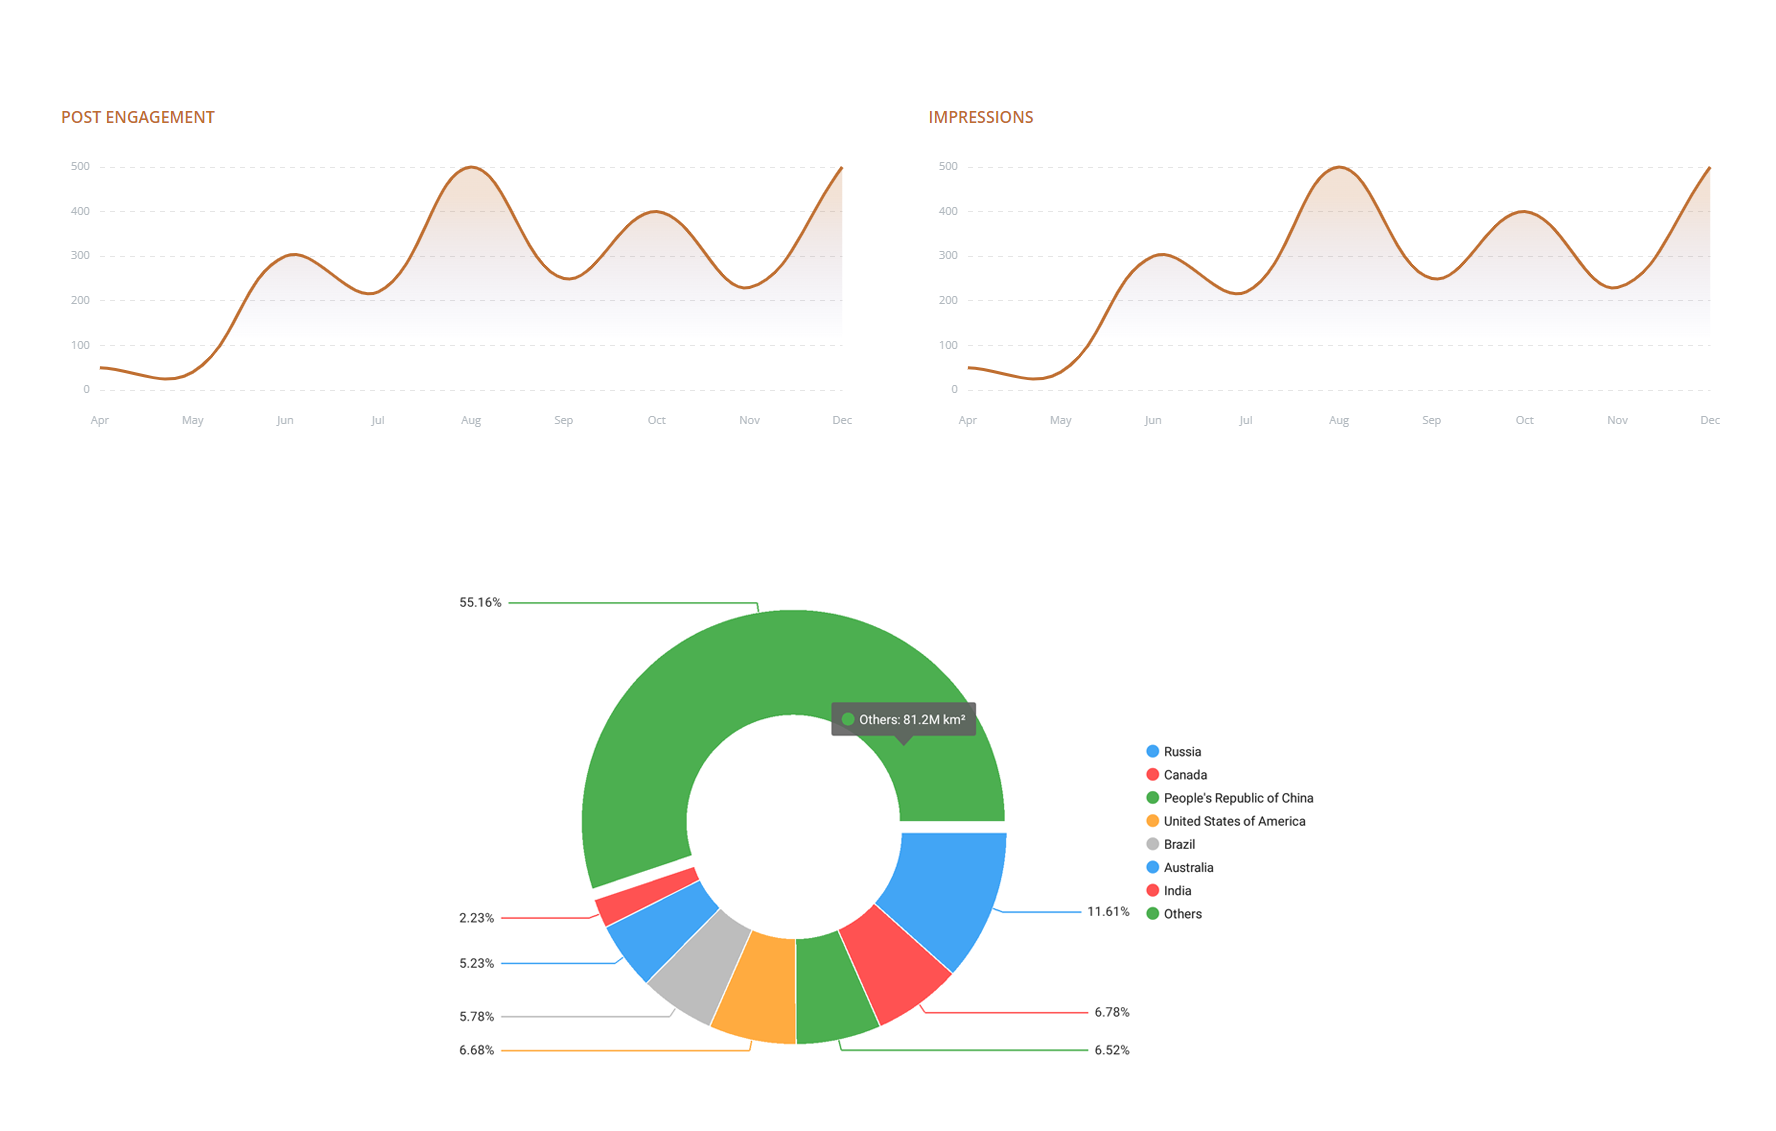 POST ENGAGEMENT
500
400
300
200
100
0
Apr May Jun Jul Aug Sep Oct Nov Dec
IMPRESSIONS
500
400
300
200
100
0
Apr May Jun Jul Aug Sep Oct Nov Dec
55.16%
Others: 81.2M km²
2.23%
5.23%
5.78%
6.68%
11.61%
6.78%
6.52%
Russia
Canada
People's Republic of China
United States of America
Brazil
Australia
India
Others